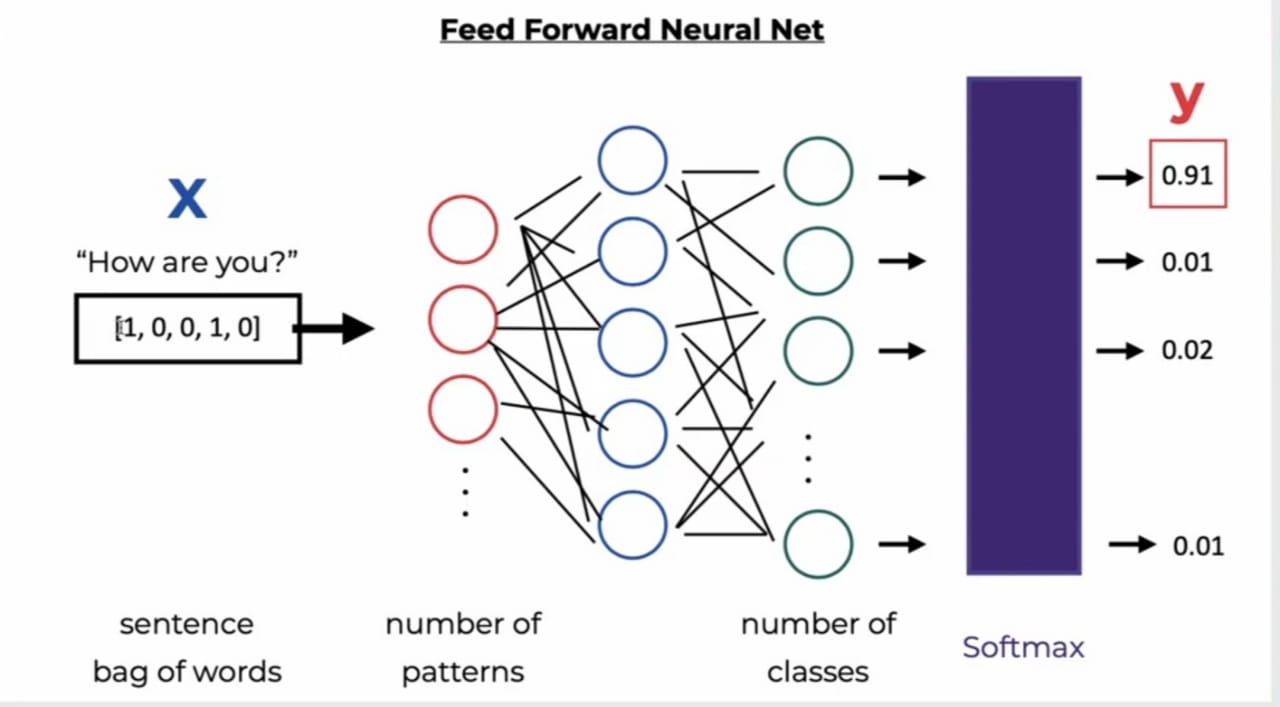 Feed Forward Neural Net
X
“How are you?”
[1, 0, 0, 1, 0]
sentence
bag of words
number of
patterns
number of
classes
Softmax
y
0.91
0.01
0.02
0.01